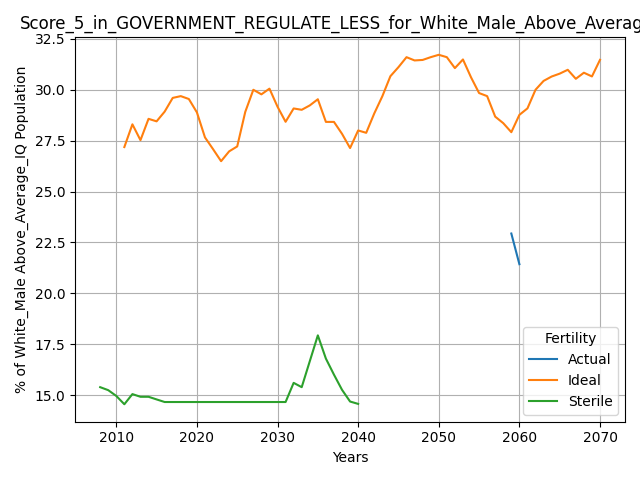 Score_5_in_GOVERNMENT_REGULATE_LESS_for_White_Male_Above_Averag
% of White_Male Above_Average_IQ Population
32.5
30.0
27.5
25.0
22.5
20.0
17.5
15.0
Fertility
Actual
Ideal
Sterile
2010 2020 2030 2040 2050 2060 2070
Years